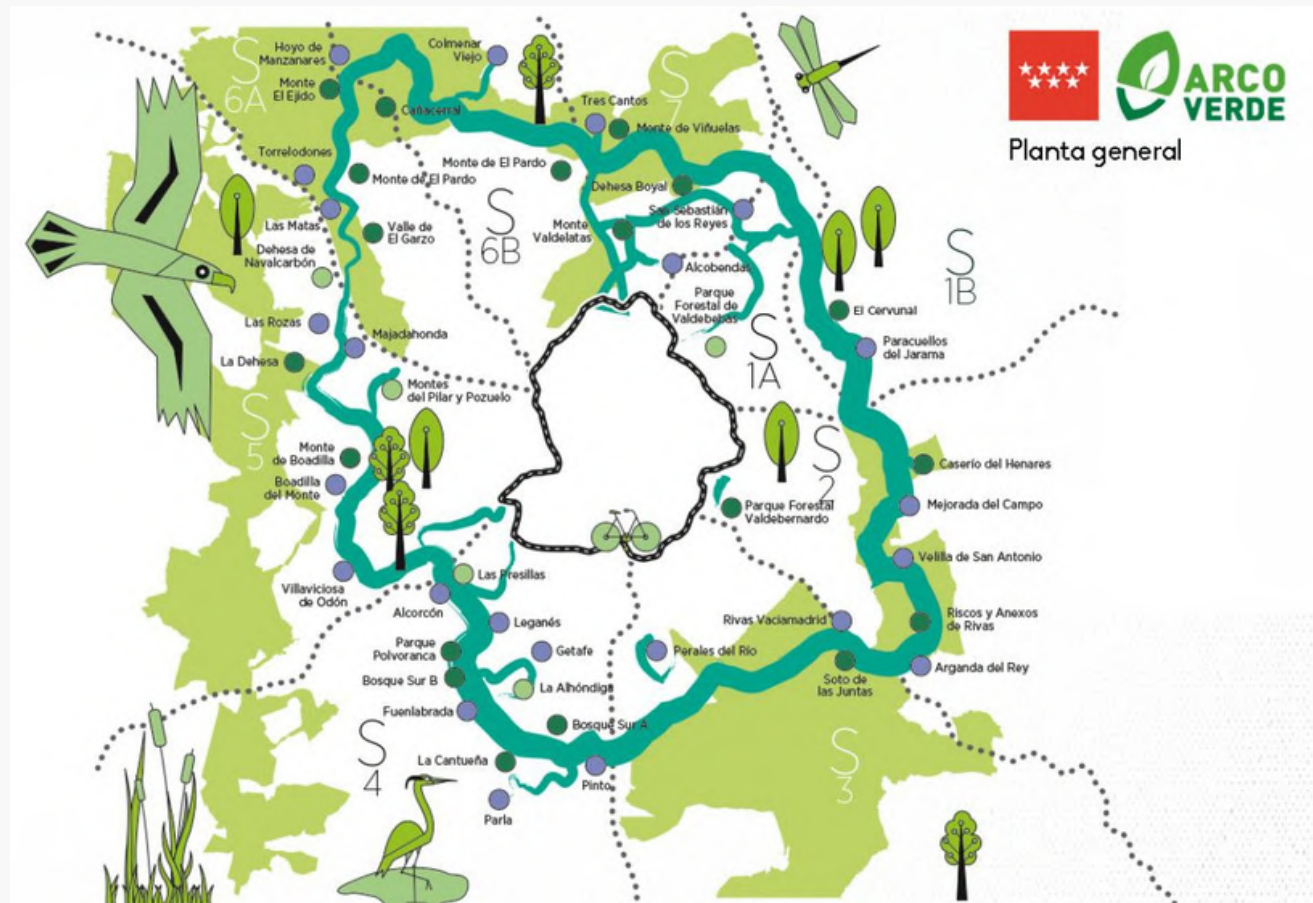 ARCO
VERDE
Planta general
S
6A
Hoyo de
Manzanares
Colmenar
Viejo
S
7
Monte
El Ejido
Cañacerral
Tres Cantos
Monte de Viñuelas
Torrelodones
Monte de El Pardo
Monte de El Pardo
Dehesa Boyal
S
6B
San Sebastián
de los Reyes
Las Matas
Valle de
El Garzo
Monte
Valdelatas
Dehesa de
Navalcarbón
Alcobendas
S
1B
Parque
Forestal de
Valdebebas
El Cervunal
Las Rozas
Majadahonda
S
1A
Paracuellos
del Jarama
La Dehesa
Montes
del Pilar y Pozuelo
S
5
Monte
de Boadilla
S
2
Caserío del Henares
Boadilla
del Monte
Parque Forestal
Valdebernardo
Mejorada del Campo
Velilla de San Antonio
Villaviciosa
de Odón
Las Presillas
Alcorcón
Leganés
Rivas Vaciamadrid
Riscos y Anexos
de Rivas
Parque
Polvoranca
Getafe
Perales del Río
Arganda del Rey
Bosque Sur B
La Alhóndiga
Soto de
las Juntas
Fuenlabrada
Bosque Sur A
S
4
La Cantueña
Pinto
S
3
Parla